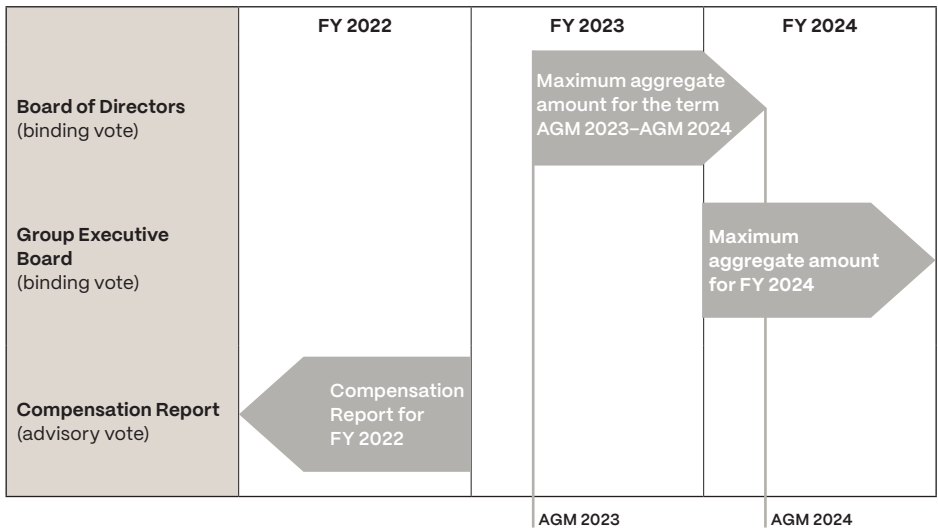 FY 2022
FY 2023
FY 2024
Board of Directors
(binding vote)
Maximum aggregate
amount for the term
AGM 2023–AGM 2024
Group Executive
Board
(binding vote)
Maximum
aggregate amount
for FY 2024
Compensation Report
(advisory vote)
Compensation
Report for
FY 2022
AGM 2023
AGM 2024